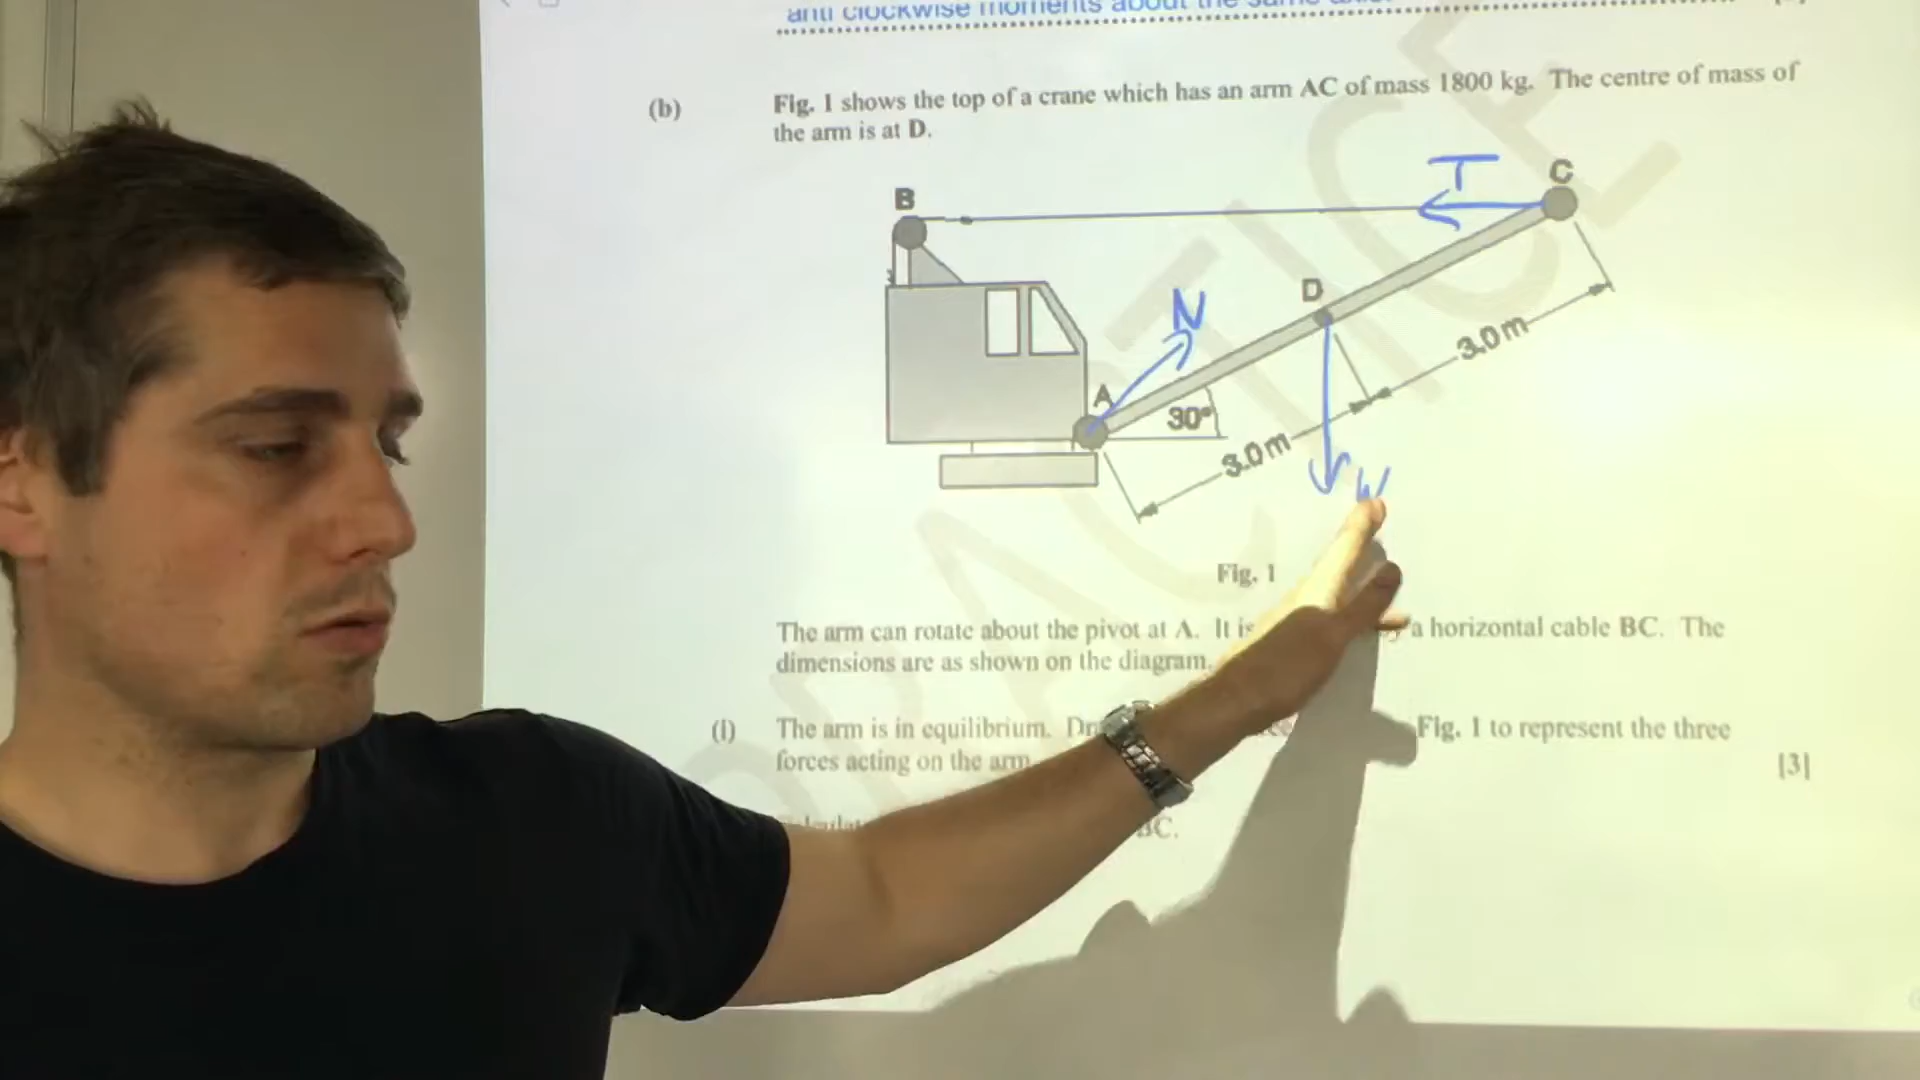 and clockwise moments about the same
(b)
Fig. 1 shows the top of a crane which has an arm AC of mass 1800 kg. The centre of mass of
the arm is at D.
T
C
B
N
D
3.0 m
A
30°
3.0 m
W
Fig. 1
The arm can rotate about the pivot at A. It is a horizontal cable BC. The
dimensions are as shown on the diagram.
(i) The arm is in equilibrium. Fig. 1 to represent the three
forces acting on the arm
[3]
BC.
PRACTICE